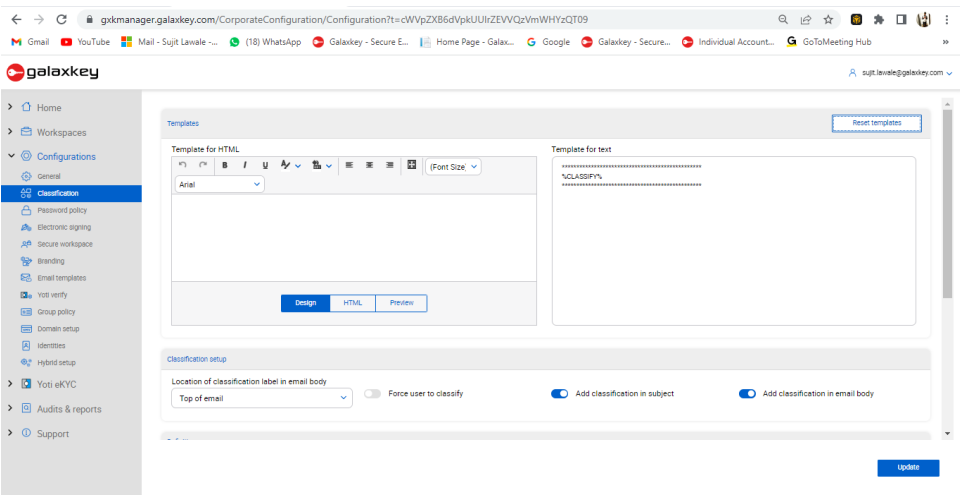 gxkmanager.galaxkey.com/CorporateConfiguration/Configuration?t=cWVpZXB6dVpkUUlrZEVVQzVmWHYzQT09
Gmail YouTube Mail - Sujit Lawale -... (18) WhatsApp Galaxkey - Secure E... Home Page - Galax... Google Galaxkey - Secure... Individual Account... GoToMeeting Hub »
galaxkey
sujit.lawale@galaxkey.com
Home
Workspaces
Configurations
General
Classification
Password policy
Electronic signing
Secure workspace
Branding
Email templates
Yoti verify
Group policy
Domain setup
Identities
Hybrid setup
Yoti eKYC
Audits & reports
Support
Templates
Reset templates
Template for HTML
B I U (Font Size)
Arial
Design HTML Preview
Template for text
%CLASSIFY%
Classification setup
Location of classification label in email body
Top of email
Force user to classify
Add classification in subject
Add classification in email body
Update